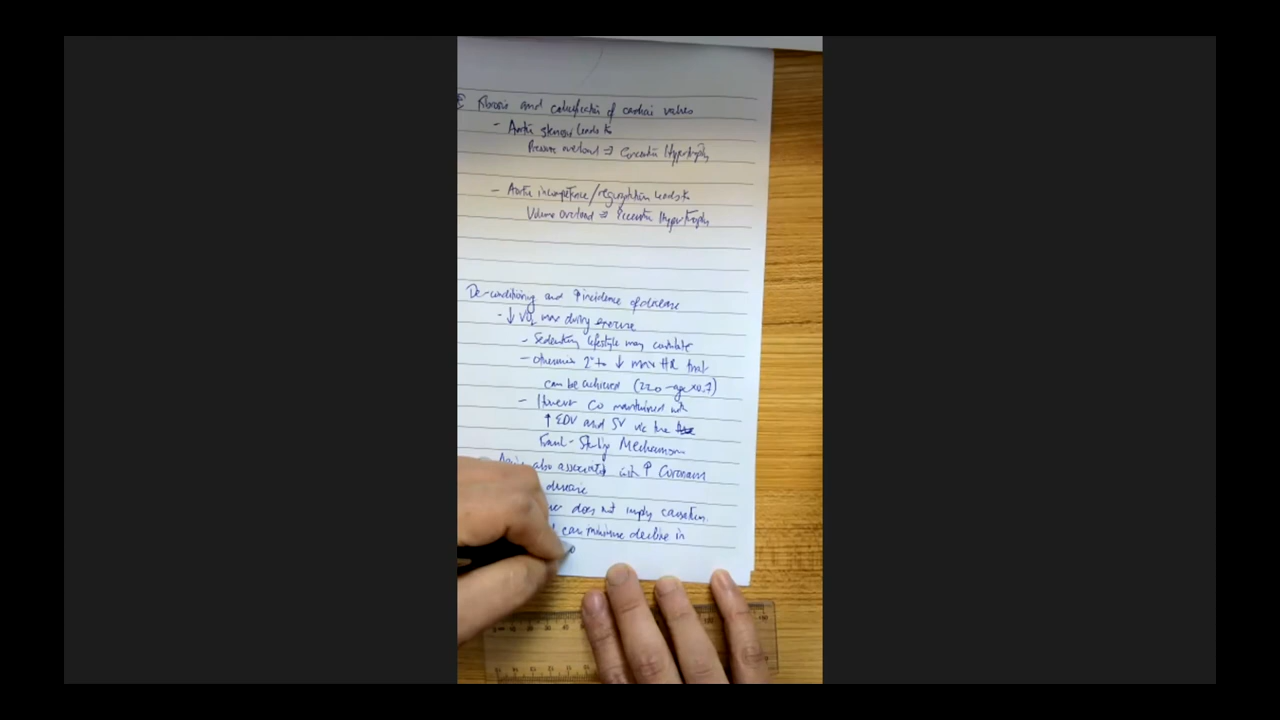 Fibrosis and calcification of cardiac valves
- Aortic stenosis leads to
Pressure overload ⇒ Concentric Hypertrophy
- Aortic incompetence/regurgitation leads to
Volume overload ⇒ Eccentric Hypertrophy
De-conditioning and ↑incidence of disease
- ↓ VO₂ max during exercise
- Sedentary lifestyle may contribute
- Otherwise 2° to ↓ max HR that
can be achieved (220 - age × 0.7)
- However CO maintained with
↑ EDV and SV via the
Frank-Starling Mechanism
Aging also associated with ↑ Coronary
disease
does not imply causation.
can minimise decline in